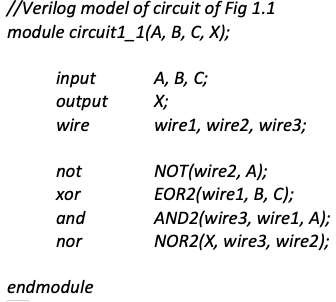 //Verilog model of circuit of Fig 1.1
module circuit1_1(A, B, C, X);
input A, B, C;
output X;
wire wire1, wire2, wire3;
not NOT(wire2, A);
xor EOR2(wire1, B, C);
and AND2(wire3, wire1, A);
nor NOR2(X, wire3, wire2);
endmodule